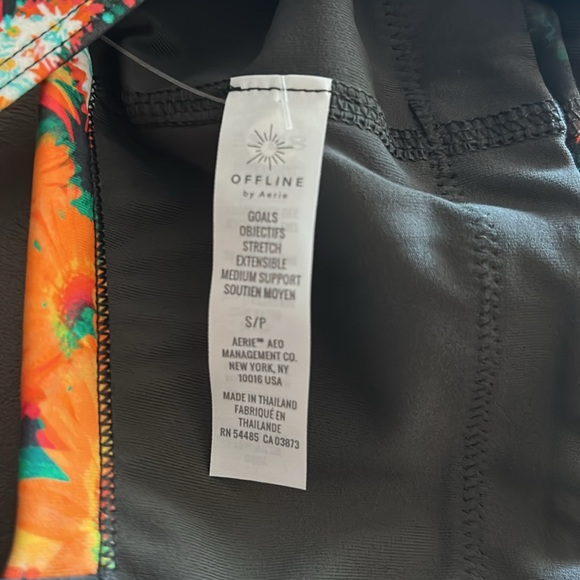 OFFLINE
by Aerie
GOALS
OBJECTIFS
STRETCH
EXTENSIBLE
MEDIUM SUPPORT
SOUTIEN MOYEN
S/P
AERIE™ AEO
MANAGEMENT CO.
NEW YORK, NY
10016 USA
MADE IN THAILAND
FABRIQUÉ EN
THAILANDE
RN 54485 CA 03873